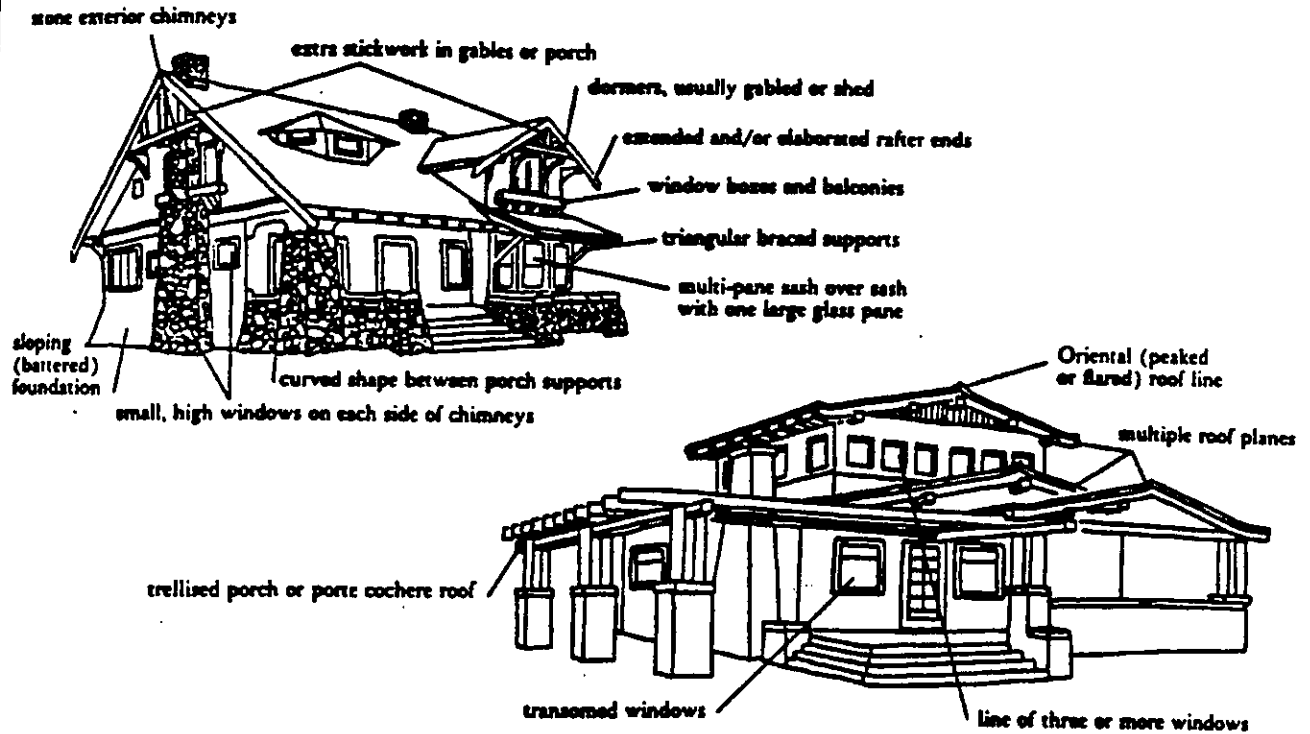 stone exterior chimneys
extra stickwork in gables or porch
dormers, usually gabled or shed
extended and/or elaborated rafter ends
window boxes and balconies
triangular braced supports
multi-pane sash over sash
with one large glass pane
sloping
(battered)
foundation
curved shape between porch supports
small, high windows on each side of chimneys
Oriental (peaked
or flared) roof line
multiple roof planes
trellised porch or porte cochere roof
transomed windows
line of three or more windows